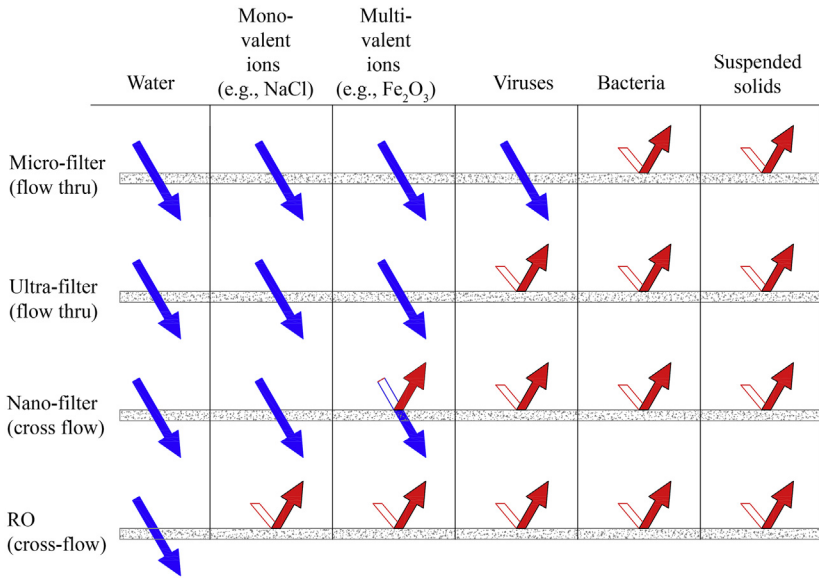 Water
Mono-
valent
ions
(e.g., NaCl)
Multi-
valent
ions
(e.g., Fe₂O₃)
Viruses
Bacteria
Suspended
solids
Micro-filter
(flow thru)
Ultra-filter
(flow thru)
Nano-filter
(cross flow)
RO
(cross-flow)